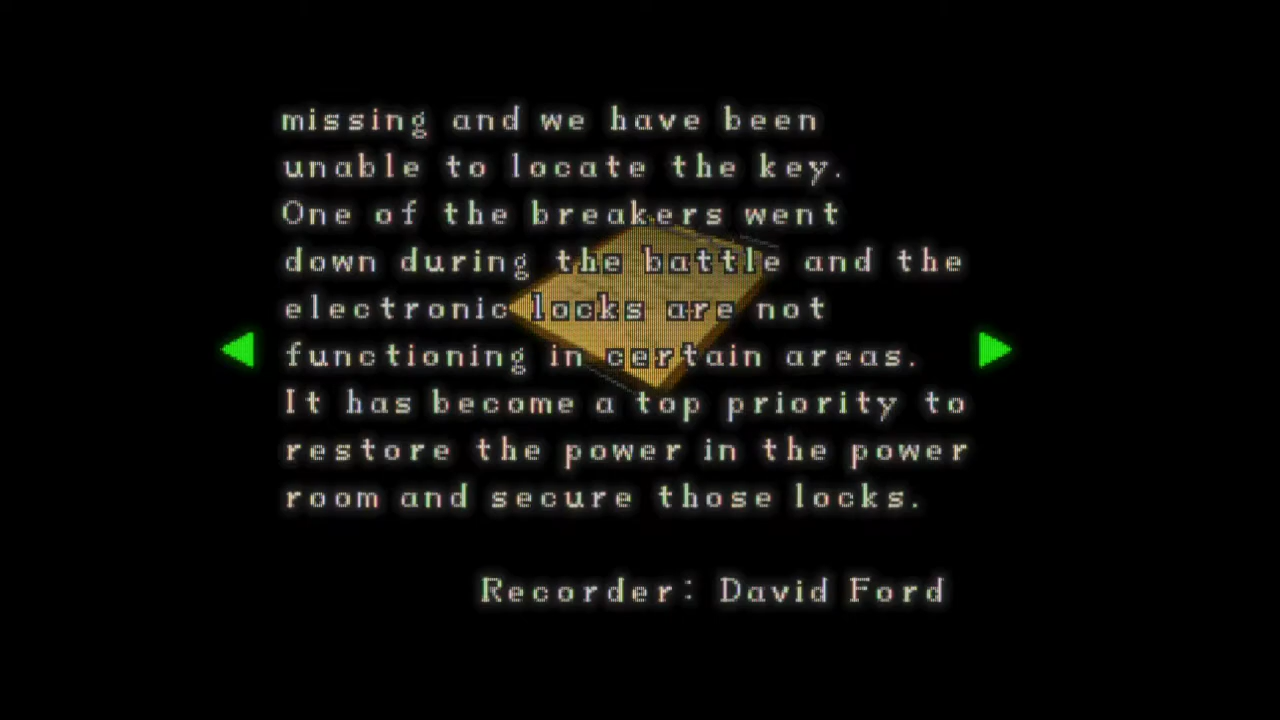 missing and we have been
unable to locate the key.
One of the breakers went
down during the battle and the
electronic locks are not
functioning in certain areas.
It has become a top priority to
restore the power in the power
room and secure those locks.
Recorder: David Ford